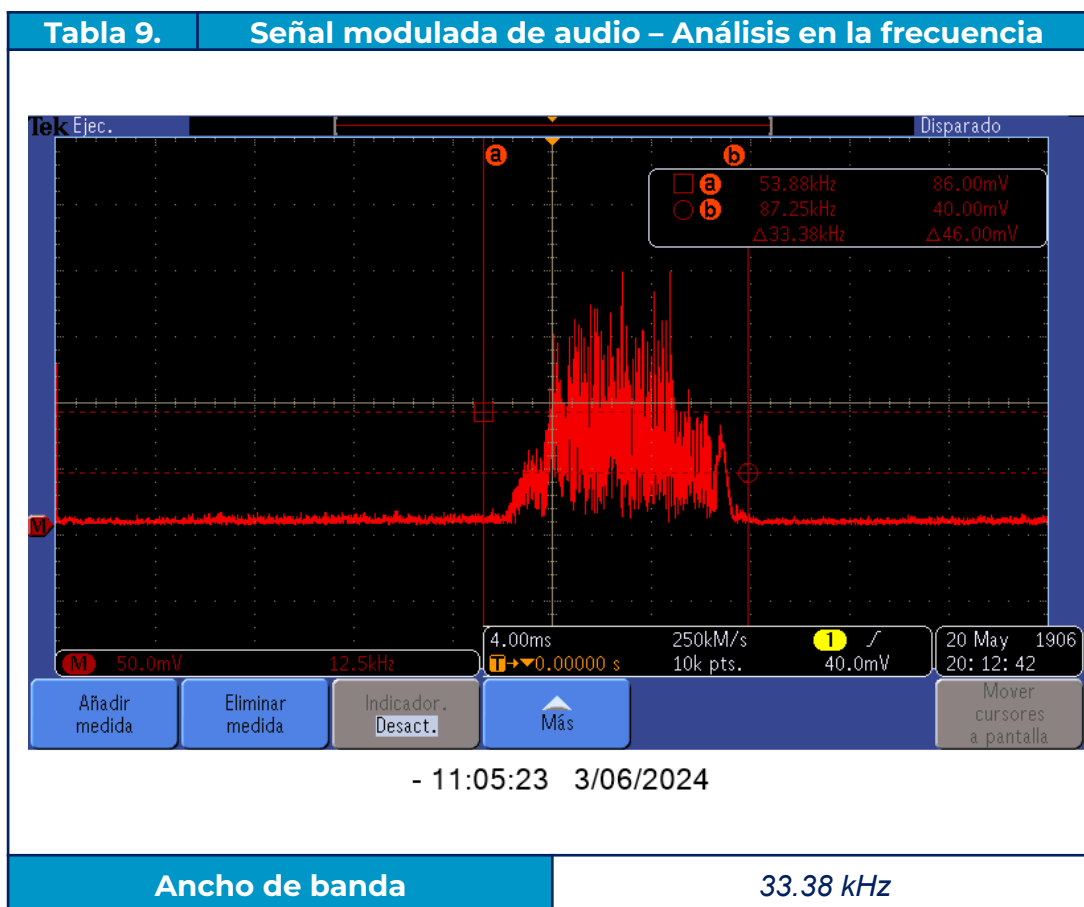 Tabla 9. Señal modulada de audio – Análisis en la frecuencia
Tek Ejec. Disparado
a b
a 53.88kHz 86.00mV
b 87.25kHz 40.00mV
△33.38kHz △46.00mV
M
4.00ms 250kM/s 1 20 May 1906
M 50.0mV 12.5kHz T→▼0.00000 s 10k pts. 40.0mV 20:12:42
Añadir medida
Eliminar medida
Indicador. Desact.
Más
Mover cursores a pantalla
- 11:05:23 3/06/2024
Ancho de banda 33.38 kHz